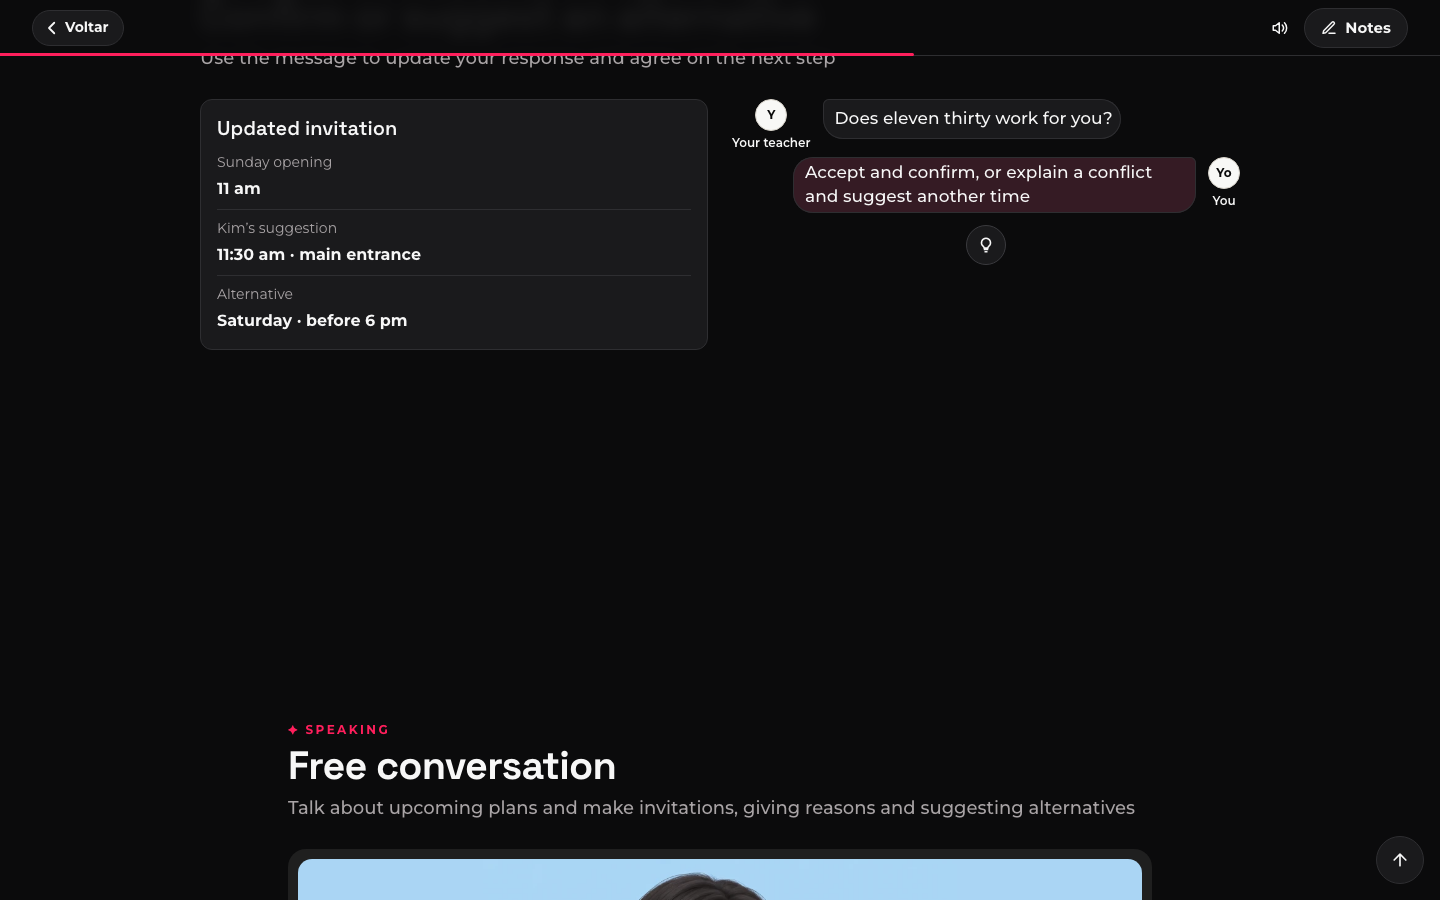 Voltar
Notes
Use the message to update your response and agree on the next step
Updated invitation
Sunday opening
11 am
Kim's suggestion
11:30 am · main entrance
Alternative
Saturday · before 6 pm
Y
Your teacher
Does eleven thirty work for you?
Accept and confirm, or explain a conflict
and suggest another time
Yo
You
SPEAKING
Free conversation
Talk about upcoming plans and make invitations, giving reasons and suggesting alternatives